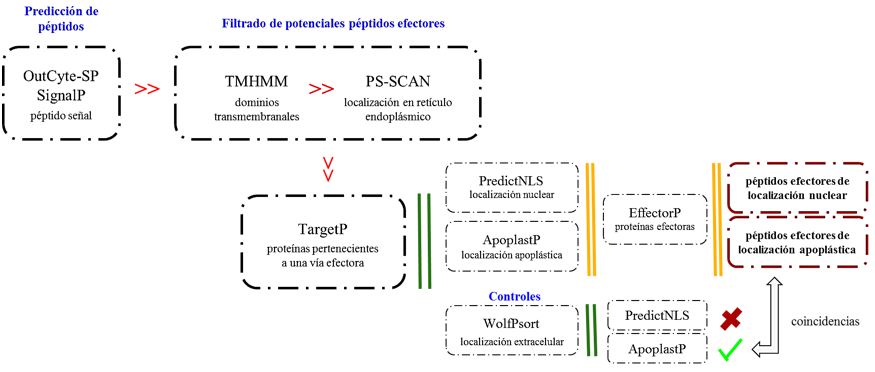 Predicción de
péptidos
Filtrado de potenciales péptidos efectores
OutCyte-SP
SignalP
péptido señal
>>
TMHMM
dominios
transmembranales
>>
PS-SCAN
localización en retículo
endoplásmico
>>
TargetP
proteínas pertenecientes
a una vía efectora
PredictNLS
localización nuclear
ApoplastP
localización apoplástica
EffectorP
proteínas efectoras
péptidos efectores de
localización nuclear
péptidos efectores de
localización apoplástica
Controles
WolfPsort
localización extracelular
PredictNLS
ApoplastP
coincidencias